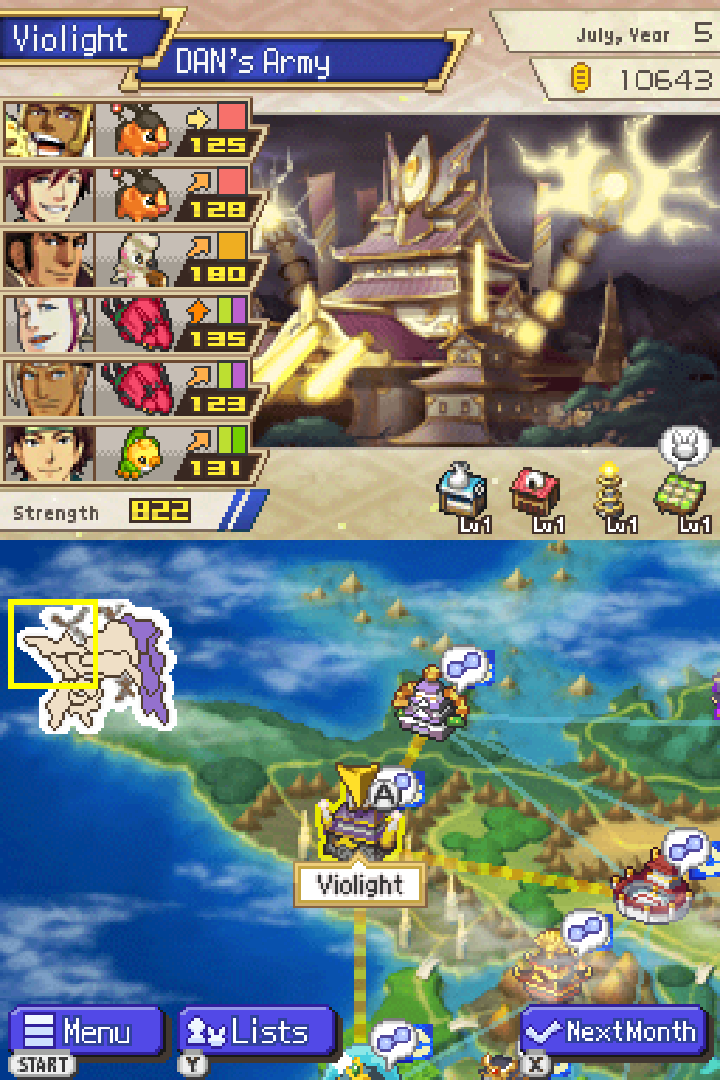 Violight
DAN's Army
July, Year 5
10643
125
128
180
135
123
131
Strength 822
Lv1
Lv1
Lv1
Lv1
A
Violight
Menu
Lists
NextMonth
START
Y
X